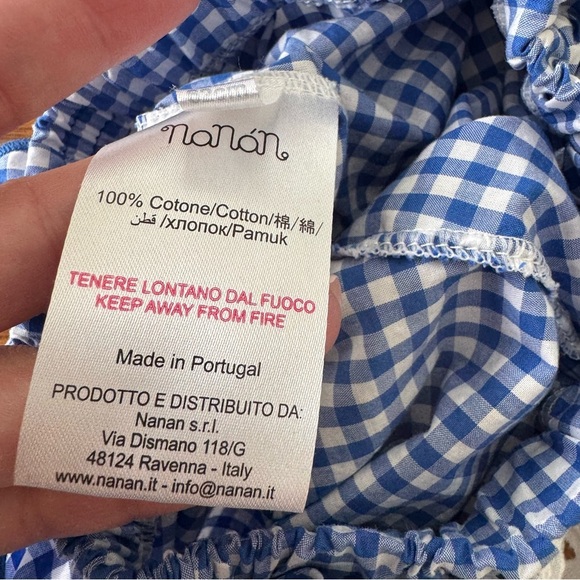 nanán
100% Cotone/Cotton/棉/綿/
قطن/хлопок/Pamuk
TENERE LONTANO DAL FUOCO
KEEP AWAY FROM FIRE
Made in Portugal
PRODOTTO E DISTRIBUITO DA:
Nanan s.r.l.
Via Dismano 118/G
48124 Ravenna - Italy
www.nanan.it - info@nanan.it